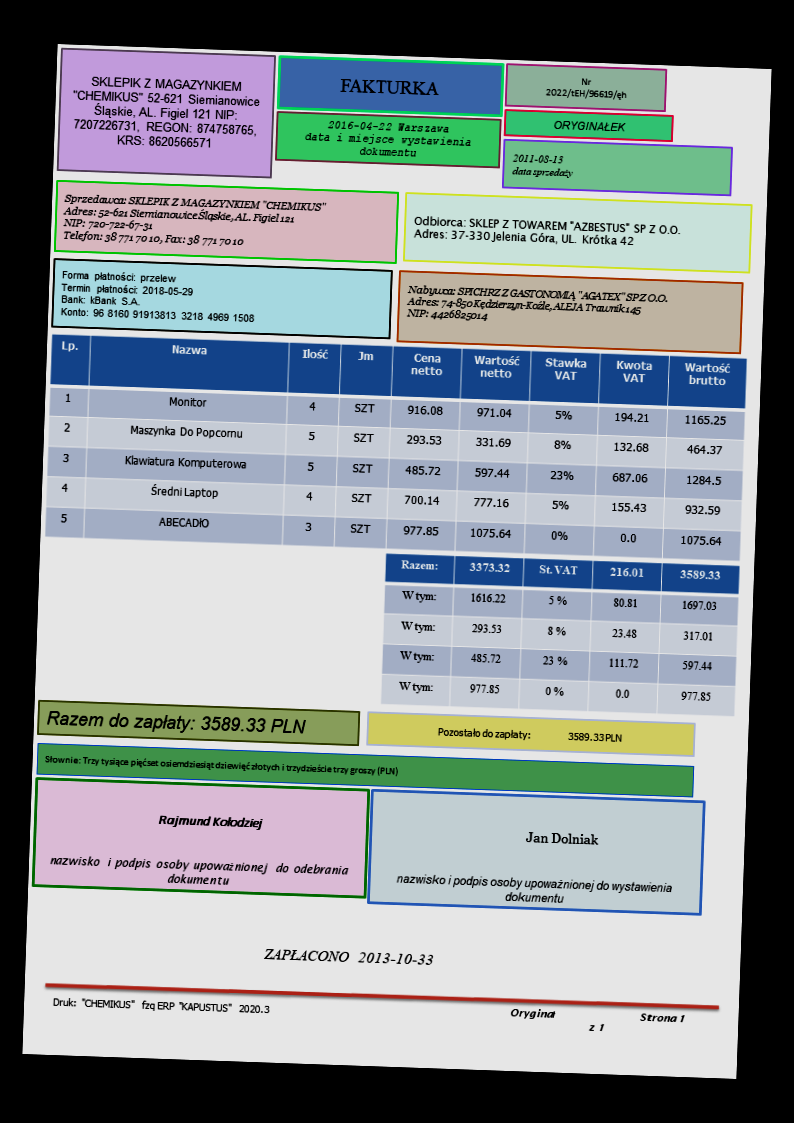 SKLEPIK Z MAGAZYNKIEM
"CHEMIKUS" 52-621 Siemianowice
Śląskie, AL. Figiel 121 NIP:
7207226731, REGON: 874758765,
KRS: 8620566571
FAKTURKA
2016-04-22 Warszawa
data i miejsce wystawienia
dokumentu
Nr
2022/tEH/96619/ęh
ORYGINAŁEK
2011-08-13
data sprzedaży
Sprzedawca: SKLEPIK Z MAGAZYNKIEM "CHEMIKUS"
Adres: 52-621 Siemianowice Śląskie, AL. Figiel 121
NIP: 720-722-67-31
Telefon: 38 771 70 10, Fax: 38 771 70 10
Odbiorca: SKLEP Z TOWAREM "AZBESTUS" SP Z O.O.
Adres: 37-330 Jelenia Góra, UL. Krótka 42
Forma płatności: przelew
Termin płatności: 2018-05-29
Bank: kBank S.A.
Konto: 96 8160 91913813 3218 4969 1508
Nabywca: SPICHRZ Z GASTONOMIĄ "AGATEX" SP Z O.O.
Adres: 74-850 Kędzierzyn-Koźle, ALEJA Trawnik 145
NIP: 4426825014
Lp. Nazwa Ilość Jm Cena netto Wartość netto Stawka VAT Kwota VAT Wartość brutto
1 Monitor 4 SZT 916.08 971.04 5% 194.21 1165.25
2 Maszynka Do Popcornu 5 SZT 293.53 331.69 8% 132.68 464.37
3 Klawiatura Komputerowa 5 SZT 485.72 597.44 23% 687.06 1284.5
4 Średni Laptop 4 SZT 700.14 777.16 5% 155.43 932.59
5 ABECADłO 3 SZT 977.85 1075.64 0% 0.0 1075.64
Razem: 3373.32 St. VAT 216.01 3589.33
W tym: 1616.22 5 % 80.81 1697.03
W tym: 293.53 8 % 23.48 317.01
W tym: 485.72 23 % 111.72 597.44
W tym: 977.85 0 % 0.0 977.85
Razem do zapłaty: 3589.33 PLN
Pozostało do zapłaty: 3589.33 PLN
Słownie: Trzy tysiące pięćset osiemdziesiąt dziewięć złotych i trzydzieście trzy groszy (PLN)
Rajmund Kołodziej
nazwisko i podpis osoby upoważnionej do odebrania
dokumentu
Jan Dolniak
nazwisko i podpis osoby upoważnionej do wystawienia
dokumentu
ZAPŁACONO 2013-10-33
Druk: "CHEMIKUS" fzq ERP "KAPUSTUS" 2020.3
Oryginał Strona 1
z 1